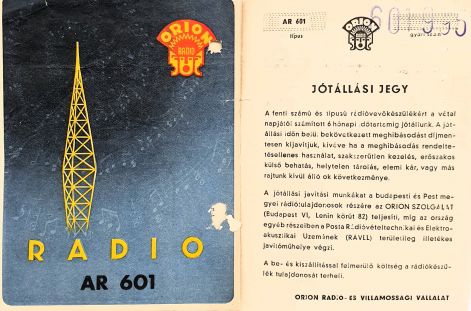 ORION
RADIO
RADIO
AR 601
AR 601
típus
ORION
RADIO
gyári szám
JÓTÁLLÁSI JEGY
A fenti számú és típusú rádióvevőkészülékért a vétel
napjától számított 6 hónapi időtartamig jótállunk. A jót-
állási időn belül bekövetkezett meghibásodást díjmen-
tesen kijavítjuk, kivéve ha a meghibásodás rendelte-
tésellenes használat, szakszerűtlen kezelés, erőszakos
külső behatás, helytelen tárolás, elemi kár, vagy más
rajtunk kívül álló ok következménye.
A jótállási javítási munkákat a budapesti és Pest megyei
rádiótulajdonosok részére az ORION SZOLGÁLAT
(Budapest VI, Lenin körút 82) teljesíti, míg az ország
egyéb részeiben a Posta Rádióvételtechnikai és Elektro-
akusztikai Üzemének (RAVEL) területileg illetékes
javítóműhelye végzi.
A be- és kiszállítással felmerülő költség a rádiókészü-
lék tulajdonosát terheli.
ORION RADIO- ÉS VILLAMOSSÁGI VÁLLALAT